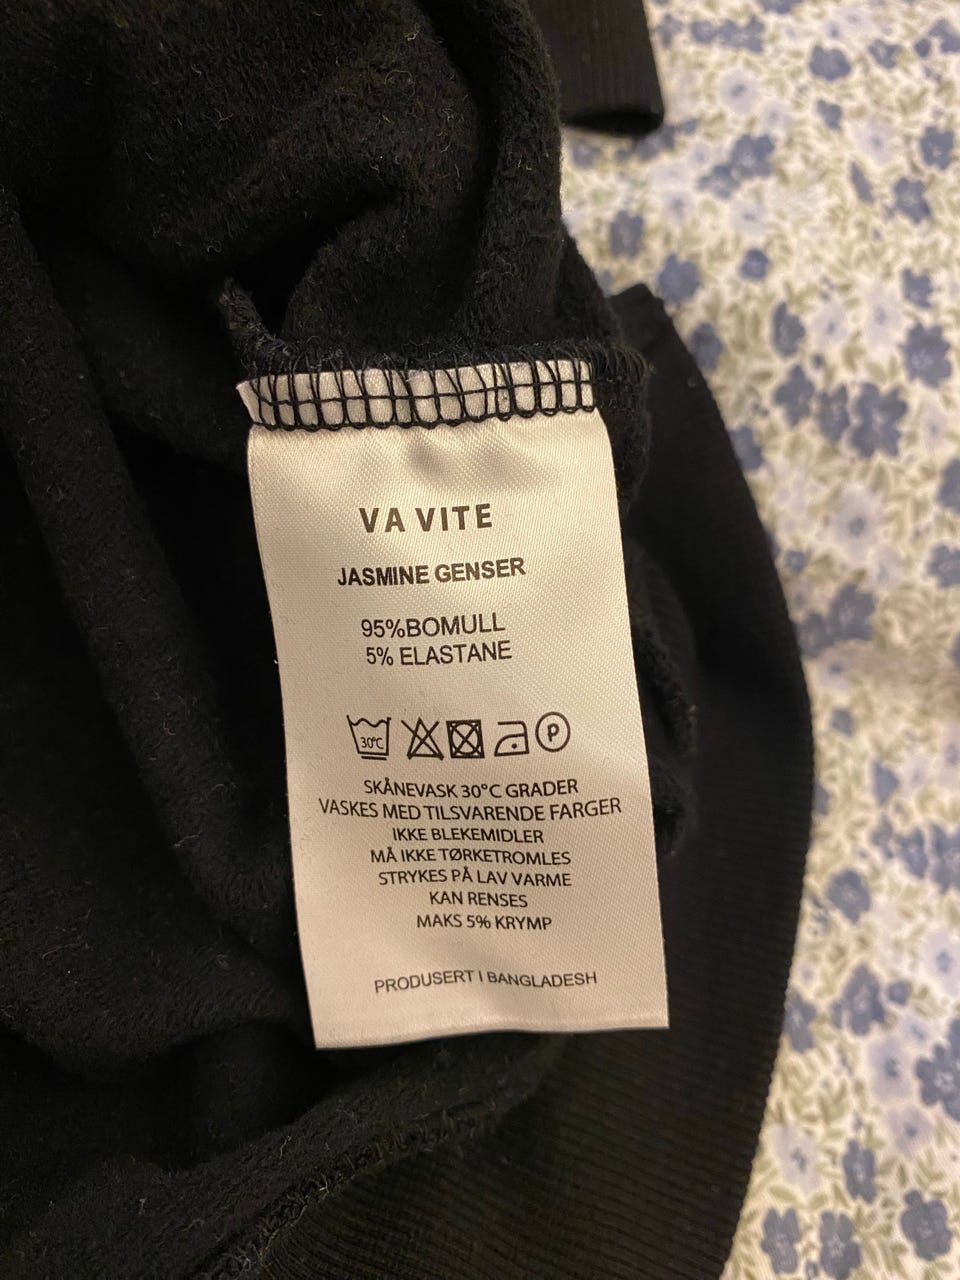 VA VITE
JASMINE GENSER
95%BOMULL
5% ELASTANE
30°C P
SKÅNEVASK 30°C GRADER
VASKES MED TILSVARENDE FARGER
IKKE BLEKEMIDLER
MÅ IKKE TØRKETROMLES
STRYKES PÅ LAV VARME
KAN RENSES
MAKS 5% KRYMP
PRODUSERT I BANGLADESH